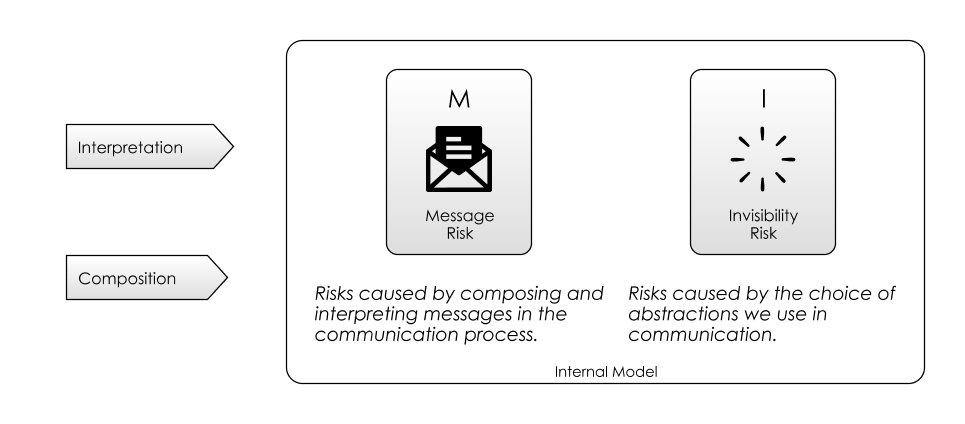 Interpretation
Composition
M
Message
Risk
Risks caused by composing and
interpreting messages in the
communication process.
I
Invisibility
Risk
Risks caused by the choice of
abstractions we use in
communication.
Internal Model